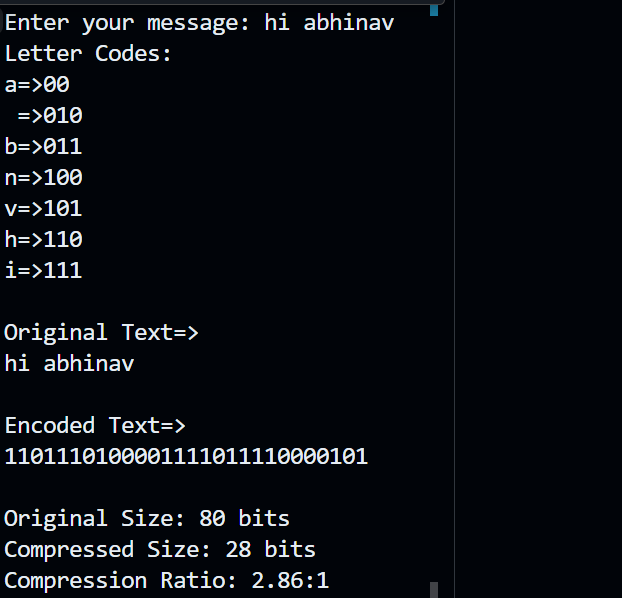 Enter your message: hi abhinav
Letter Codes:
a=>00
 =>010
b=>011
n=>100
v=>101
h=>110
i=>111
Original Text=>
hi abhinav
Encoded Text=>
1101110100001111011110000101
Original Size: 80 bits
Compressed Size: 28 bits
Compression Ratio: 2.86:1